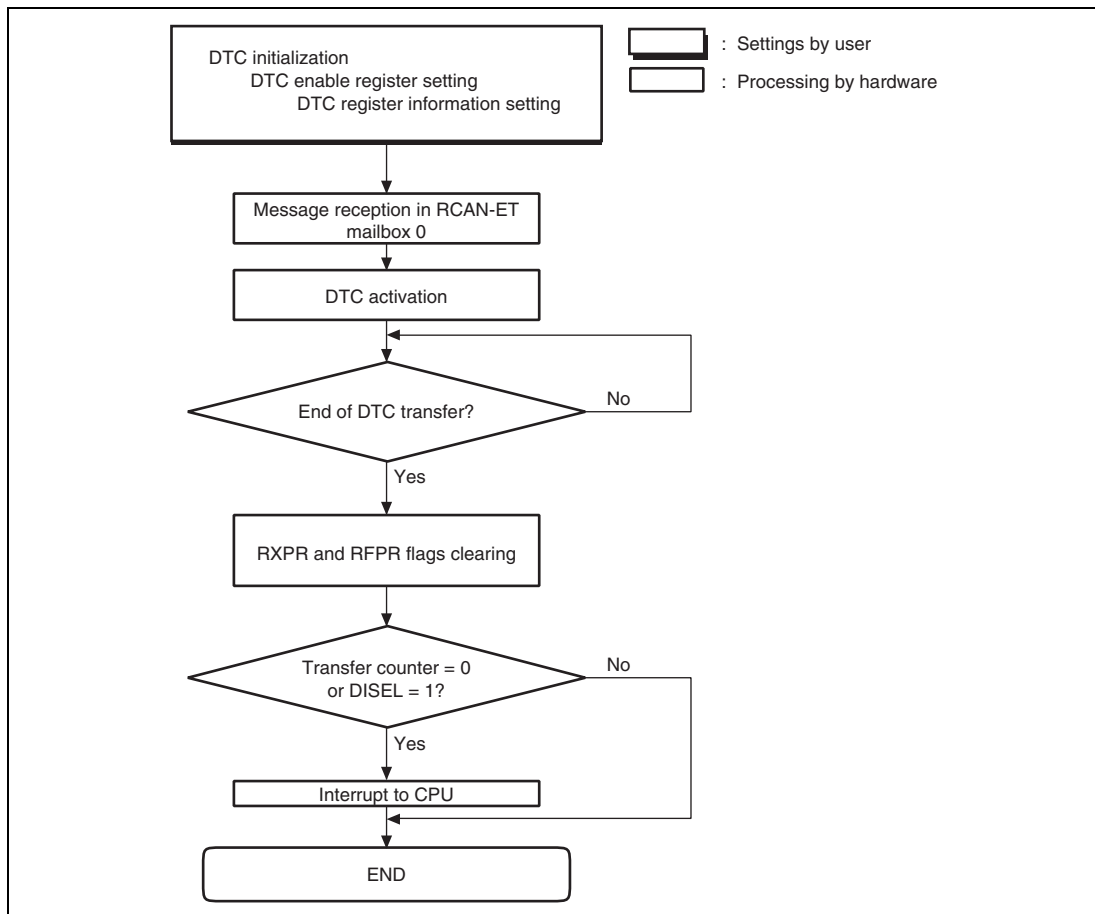 DTC initialization
DTC enable register setting
DTC register information setting
: Settings by user
: Processing by hardware
Message reception in RCAN-ET
mailbox 0
DTC activation
End of DTC transfer?
No
Yes
RXPR and RFPR flags clearing
Transfer counter = 0
or DISEL = 1?
No
Yes
Interrupt to CPU
END